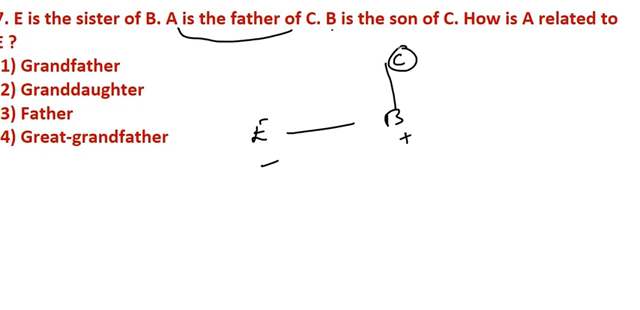 7. E is the sister of B. A is the father of C. B is the son of C. How is A related to
E ?
1) Grandfather
2) Granddaughter
3) Father
4) Great-grandfather
C
E B
- +